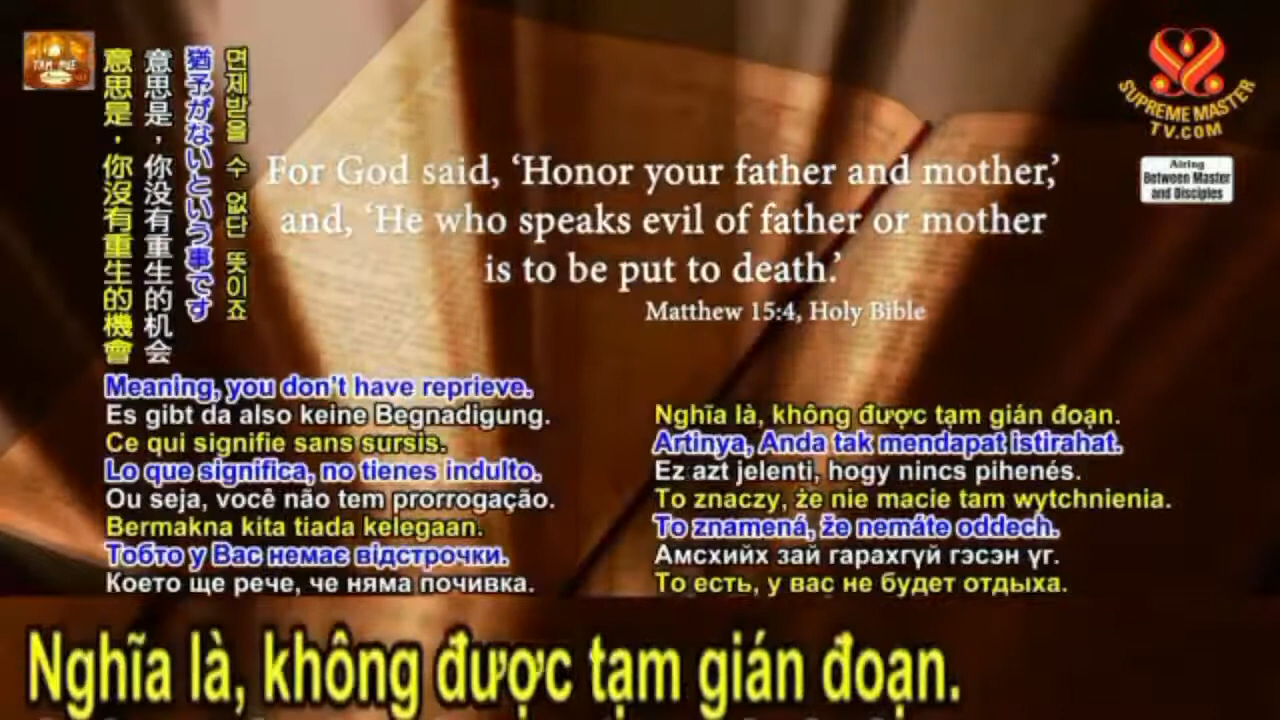 TAM QUÊ
SUPREME MASTER
TV.COM
Airing
Between Master
and Disciples
면제받을 수 없단 뜻이죠
猶予がないという事です
意思是，你没有重生的机会
意思是，你沒有重生的機會
For God said, ‘Honor your father and mother,’
and, ‘He who speaks evil of father or mother
is to be put to death.’
Matthew 15:4, Holy Bible
Meaning, you don't have reprieve.
Es gibt da also keine Begnadigung.
Ce qui signifie sans sursis.
Lo que significa, no tienes indulto.
Ou seja, você não tem prorrogação.
Bermakna kita tiada kelegaan.
Тобто у Вас немає відстрочки.
Което ще рече, че няма почивка.
Nghĩa là, không được tạm gián đoạn.
Artinya, Anda tak mendapat istirahat.
Ez azt jelenti, hogy nincs pihenés.
To znaczy, że nie macie tam wytchnienia.
To znamená, že nemáte oddech.
Амсхийх зай гарахгүй гэсэн үг.
То есть, у вас не будет отдыха.
Nghĩa là, không được tạm gián đoạn.